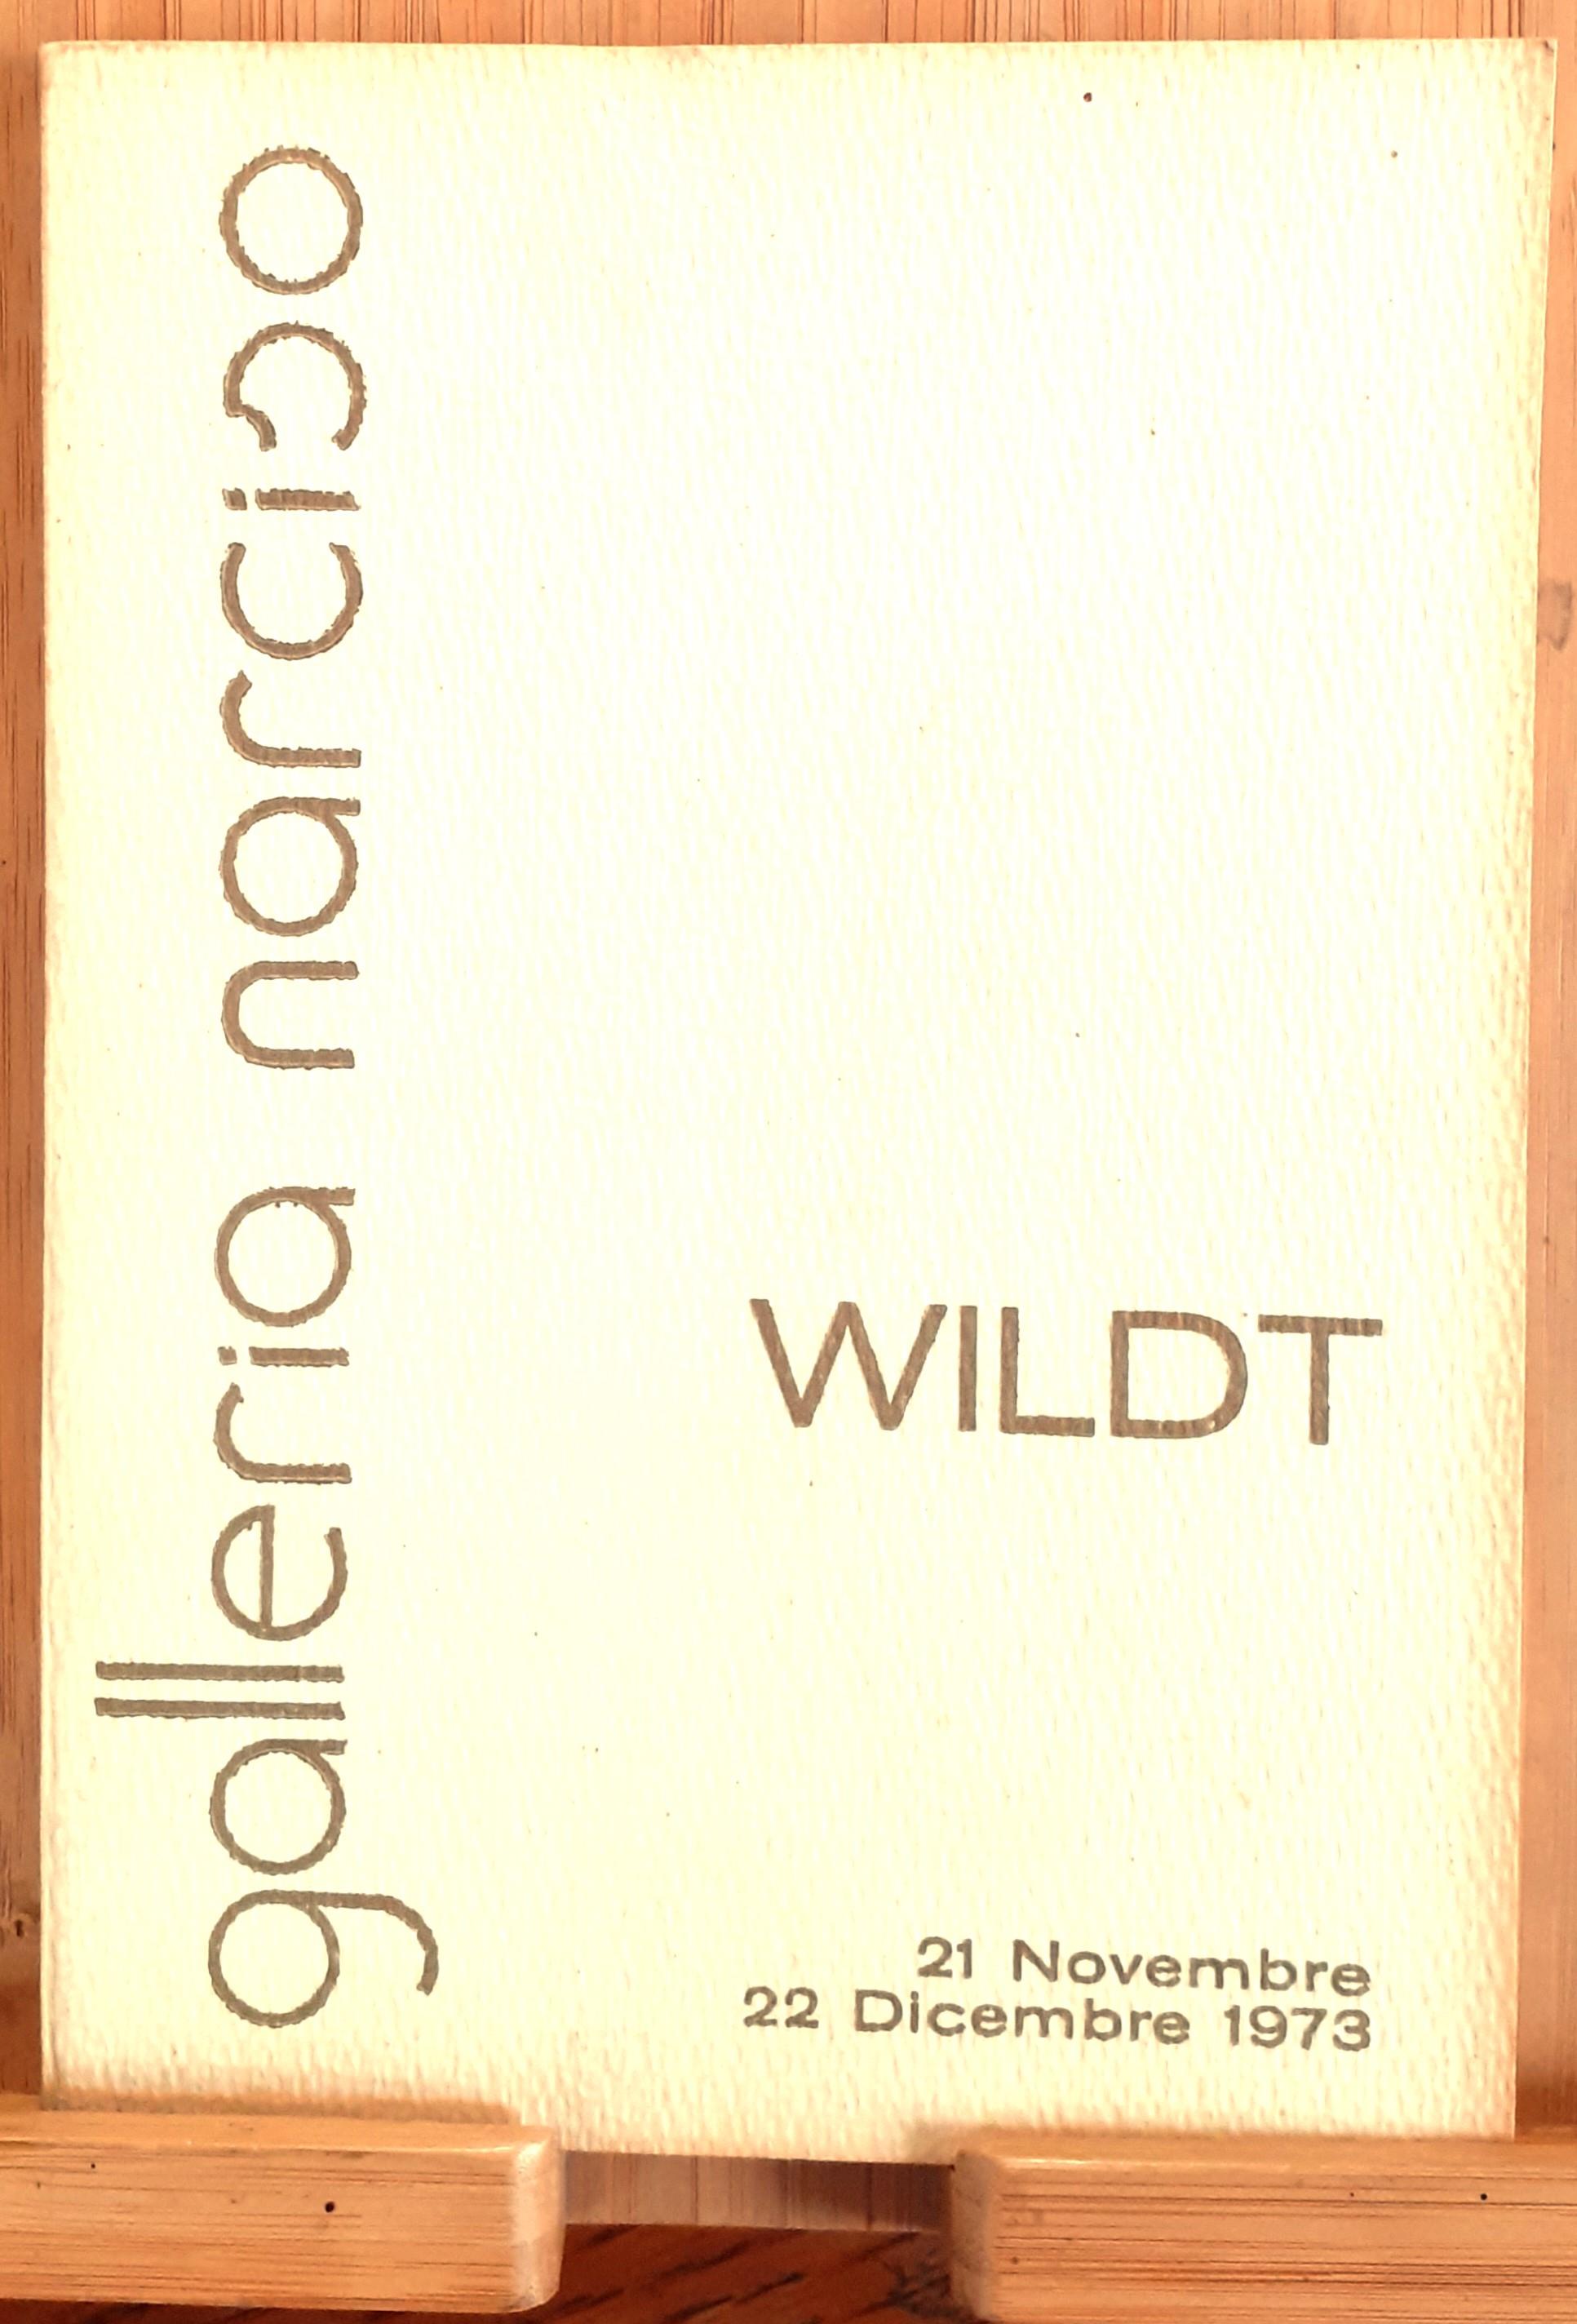 galleria narciso
WILDT
21 Novembre
22 Dicembre 1973